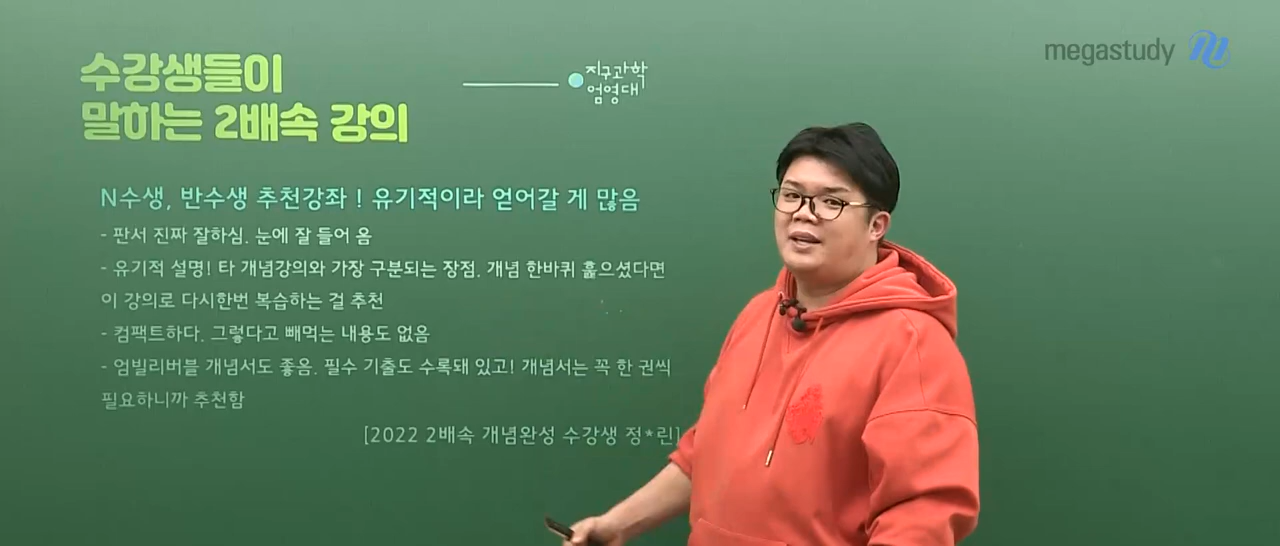 megastudy
수강생들이
말하는 2배속 강의
지구과학
엄영대
N수생, 반수생 추천강좌 ! 유기적이라 얻어갈 게 많음
- 판서 진짜 잘하심. 눈에 잘 들어 옴
- 유기적 설명! 타 개념강의와 가장 구분되는 장점. 개념 한바퀴 훑으셨다면
이 강의로 다시한번 복습하는 걸 추천
- 컴팩트하다. 그렇다고 빼먹는 내용도 없음
- 엄빌리버블 개념서도 좋음. 필수 기출도 수록돼 있고! 개념서는 꼭 한 권씩
필요하니까 추천함
[2022 2배속 개념완성 수강생 정*린]